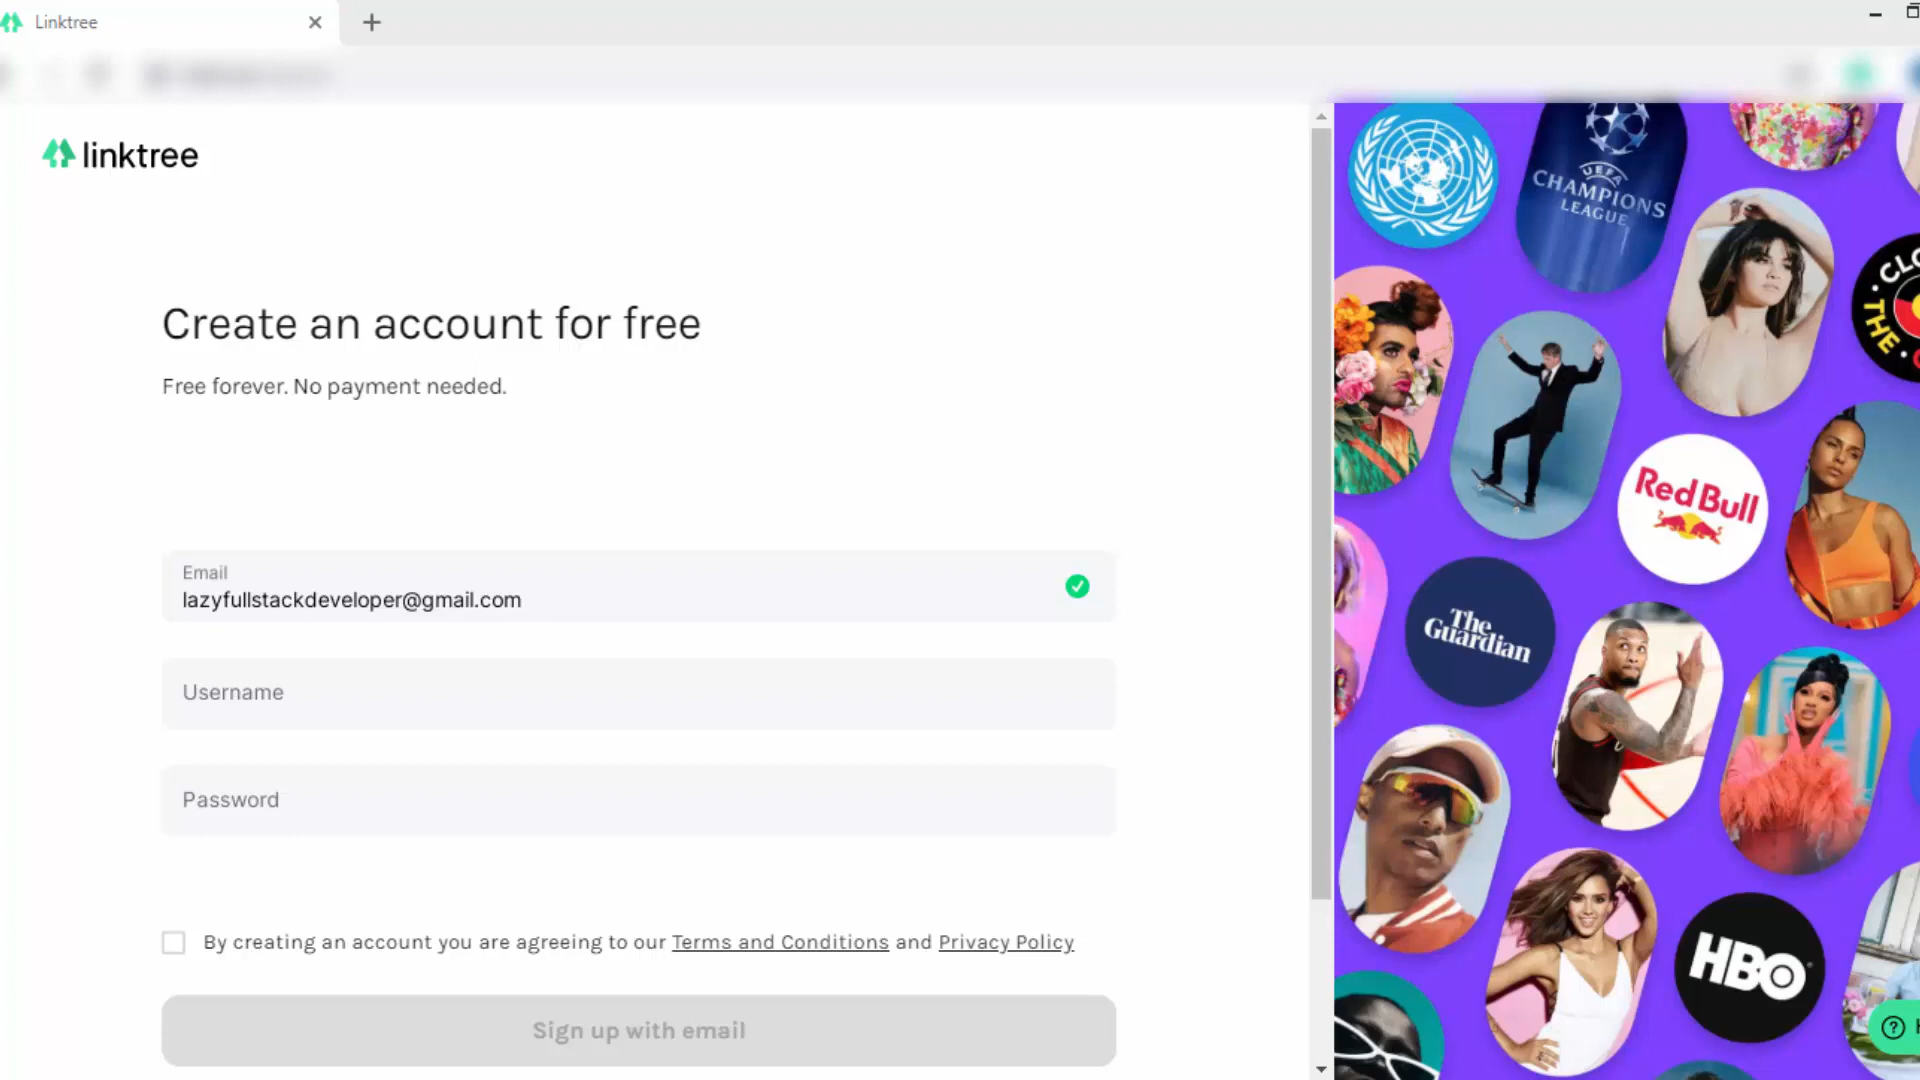 Linktree
linktree
Create an account for free
Free forever. No payment needed.
Email
lazyfullstackdeveloper@gmail.com
Username
Password
By creating an account you are agreeing to our Terms and Conditions and Privacy Policy
Sign up with email
UEFA
CHAMPIONS
LEAGUE
THE
Red Bull
The
Guardian
HBO